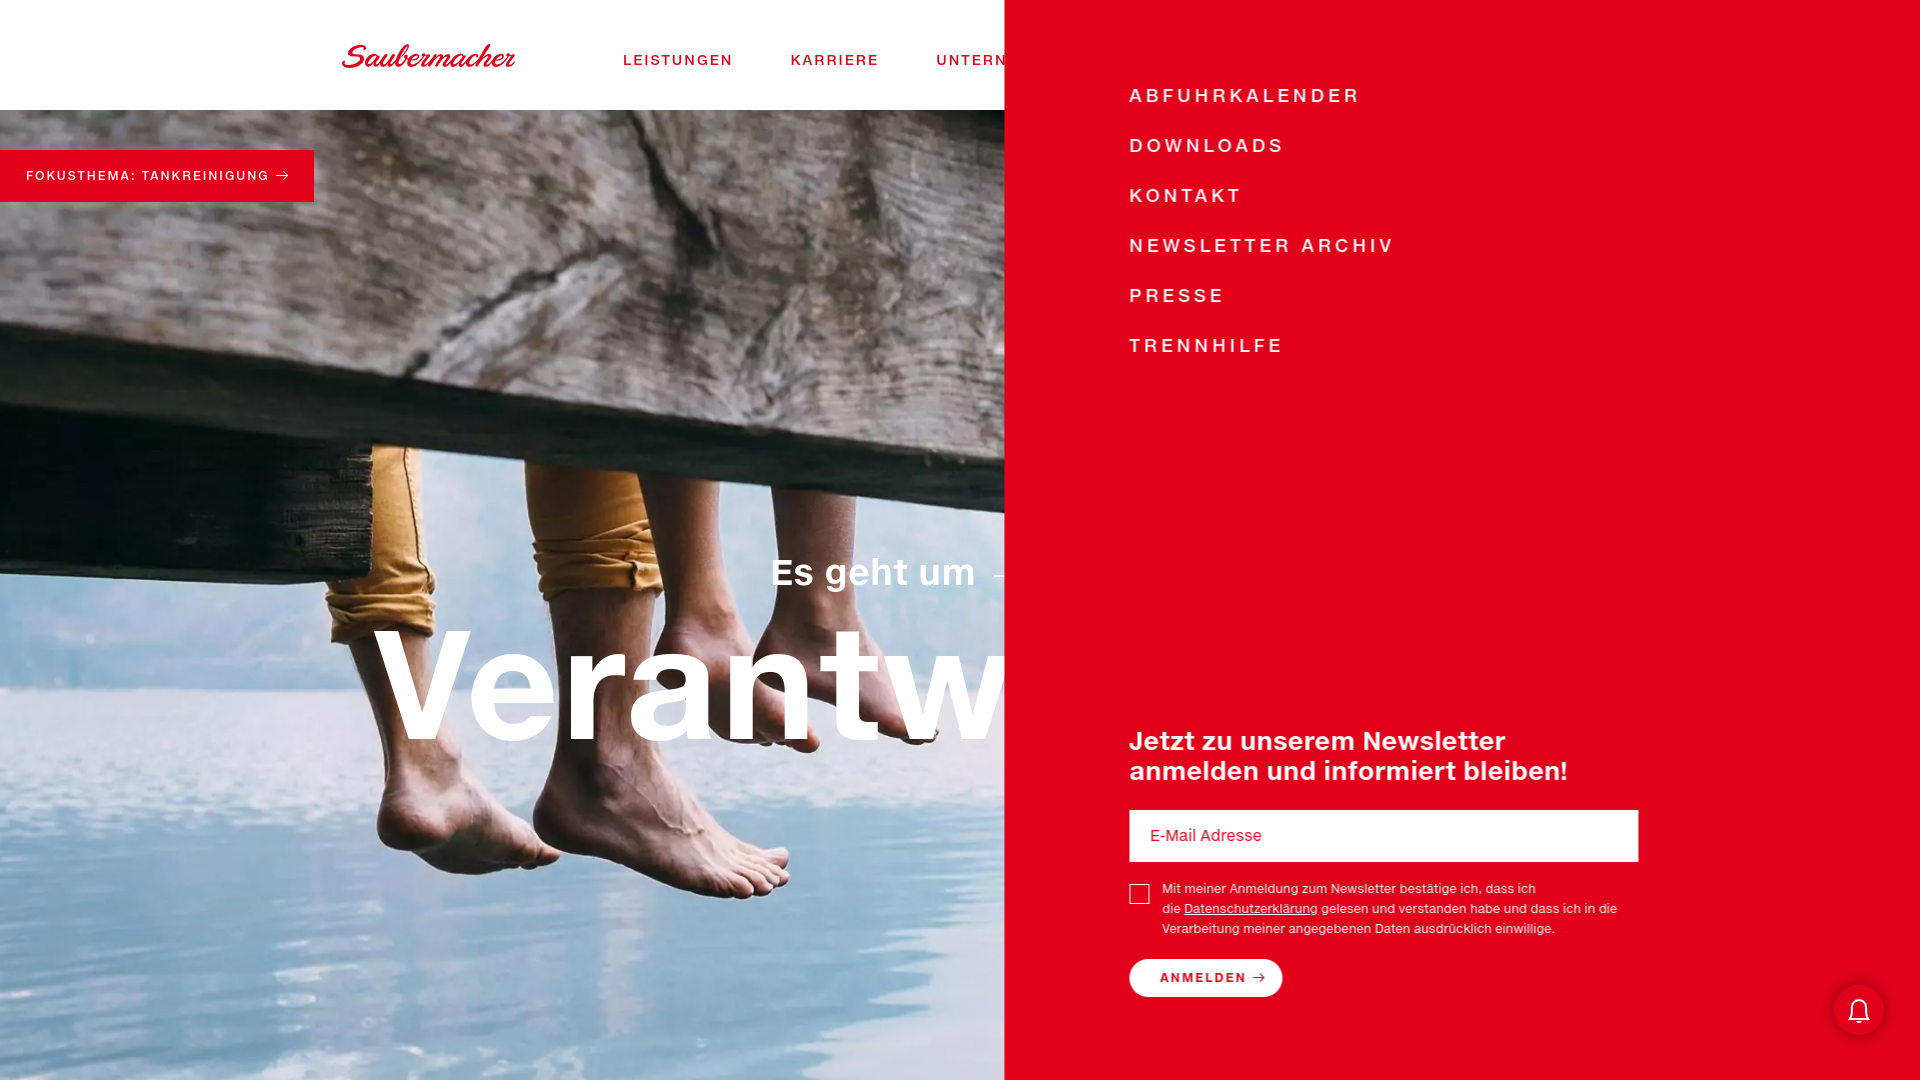 Saubermacher
LEISTUNGEN
KARRIERE
UNTERN
FOKUSTHEMA: TANKREINIGUNG →
Es geht um
Verantw
ABFUHRKALENDER
DOWNLOADS
KONTAKT
NEWSLETTER ARCHIV
PRESSE
TRENNHILFE
Jetzt zu unserem Newsletter
anmelden und informiert bleiben!
E-Mail Adresse
Mit meiner Anmeldung zum Newsletter bestätige ich, dass ich
die Datenschutzerklärung gelesen und verstanden habe und dass ich in die
Verarbeitung meiner angegebenen Daten ausdrücklich einwillige.
ANMELDEN →